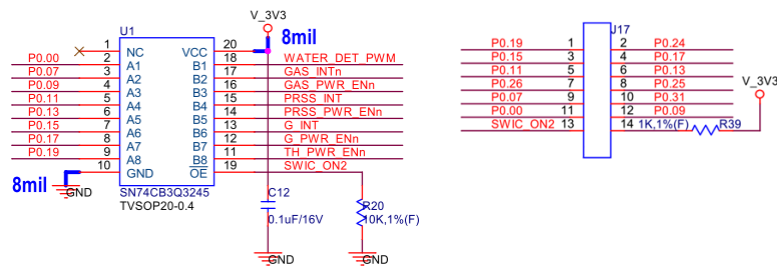 U1
V_3V3
8mil
1 NC VCC 20
P0.00 2 A1 B1 18 WATER_DET_PWM
P0.07 3 A2 B2 17 GAS_INTn
P0.09 4 A3 B3 16 GAS_PWR_ENn
P0.11 5 A4 B4 15 PRSS_INT
P0.13 6 A5 B5 14 PRSS_PWR_ENn
P0.15 7 A6 B6 13 G_INT
P0.17 8 A7 B7 12 G_PWR_ENn
P0.19 9 A8 B8 11 TH_PWR_ENn
10 GND OE 19 SWIC_ON2
8mil
GND
SN74CB3Q3245
TVSOP20-0.4
C12
0.1uF/16V
R20
10K,1%(F)
GND
GND
J17
P0.19 1 2 P0.24
P0.15 3 4 P0.17
P0.11 5 6 P0.13
P0.26 7 8 P0.25
P0.07 9 10 P0.31
P0.00 11 12 P0.09
SWIC_ON2 13 14 1K,1%(F) R39
V_3V3